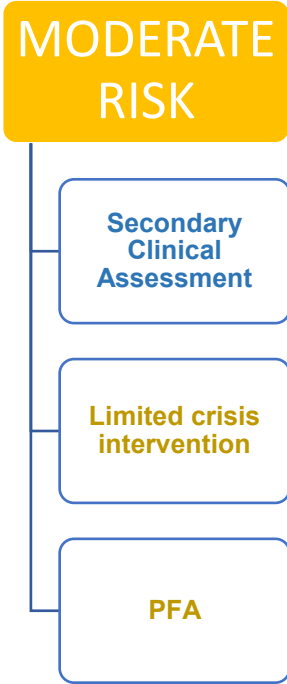 MODERATE
RISK
Secondary
Clinical
Assessment
Limited crisis
intervention
PFA